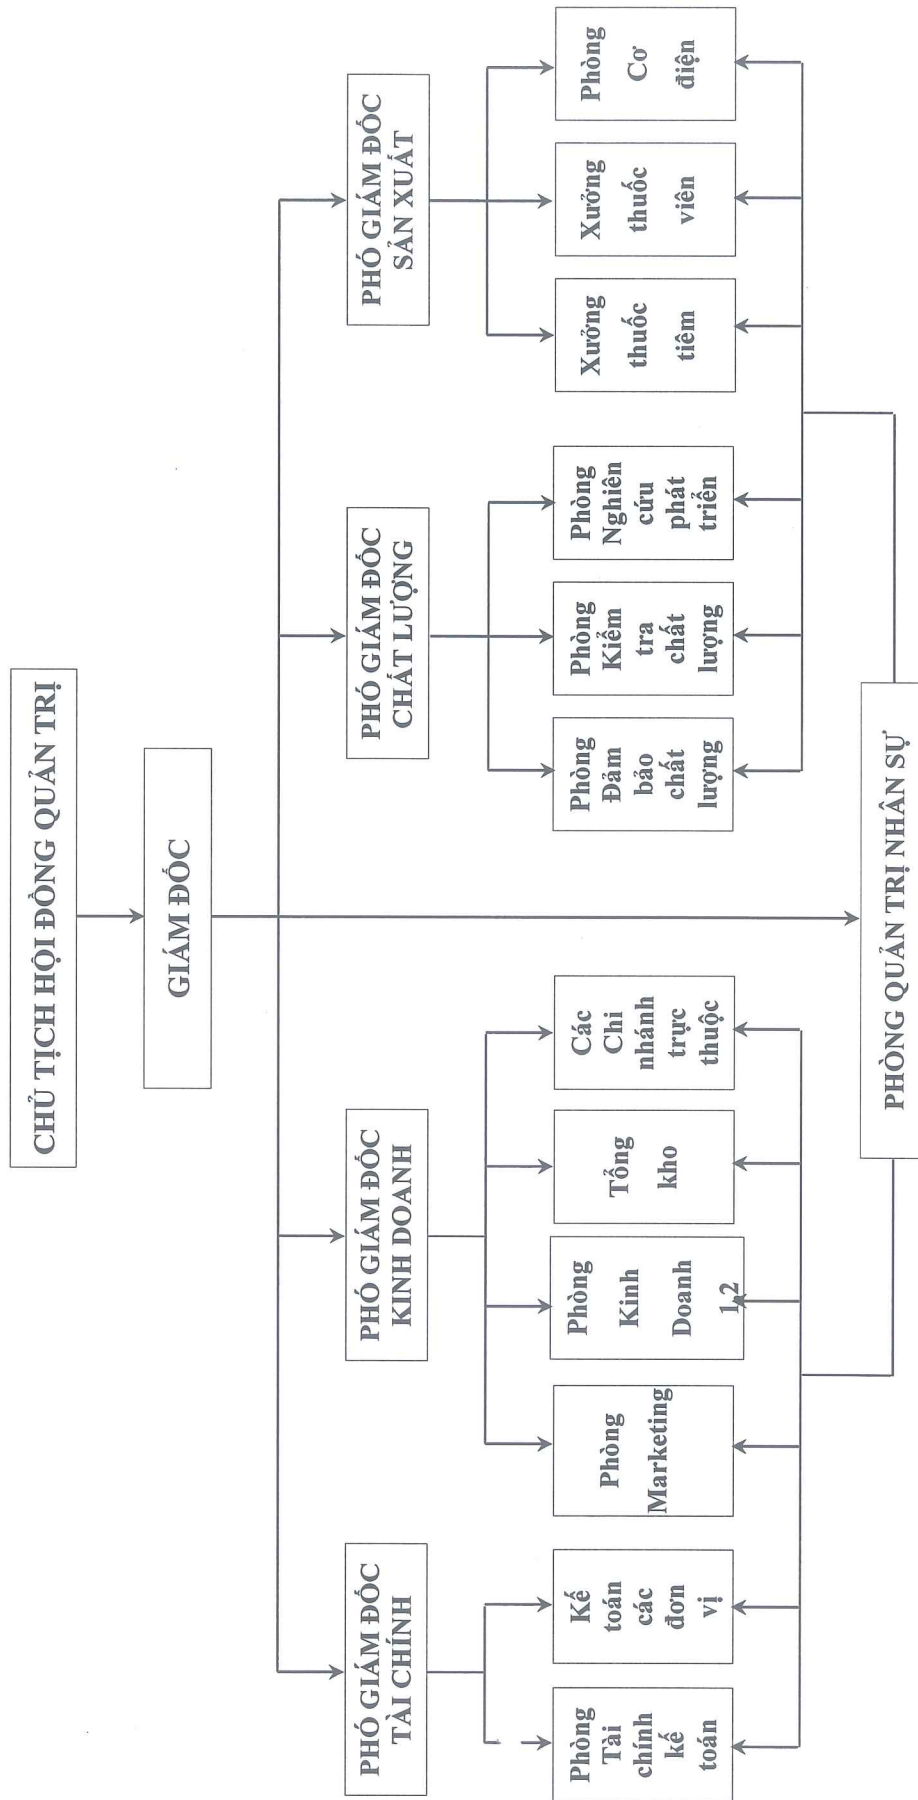 CHỦ TỊCH HỘI ĐỒNG QUẢN TRỊ
GIÁM ĐỐC
PHÓ GIÁM ĐỐC
TÀI CHÍNH
PHÓ GIÁM ĐỐC
KINH DOANH
PHÓ GIÁM ĐỐC
CHẤT LƯỢNG
PHÓ GIÁM ĐỐC
SẢN XUẤT
Phòng
Tài
chính
kế
toán
Kế
toán
các
đơn
vị
Phòng
Marketing
Phòng
Kinh
Doanh
1,2
Tổng
kho
Các
Chi
nhánh
trực
thuộc
Phòng
Đảm
bảo
chất
lượng
Phòng
Kiểm
tra
chất
lượng
Phòng
Nghiên
cứu
phát
triển
Xưởng
thuốc
tiêm
Xưởng
thuốc
viên
Phòng
Cơ
điện
PHÒNG QUẢN TRỊ NHÂN SỰ